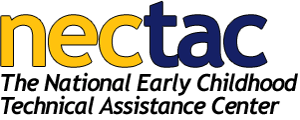 nectac
The National Early Childhood
Technical Assistance Center